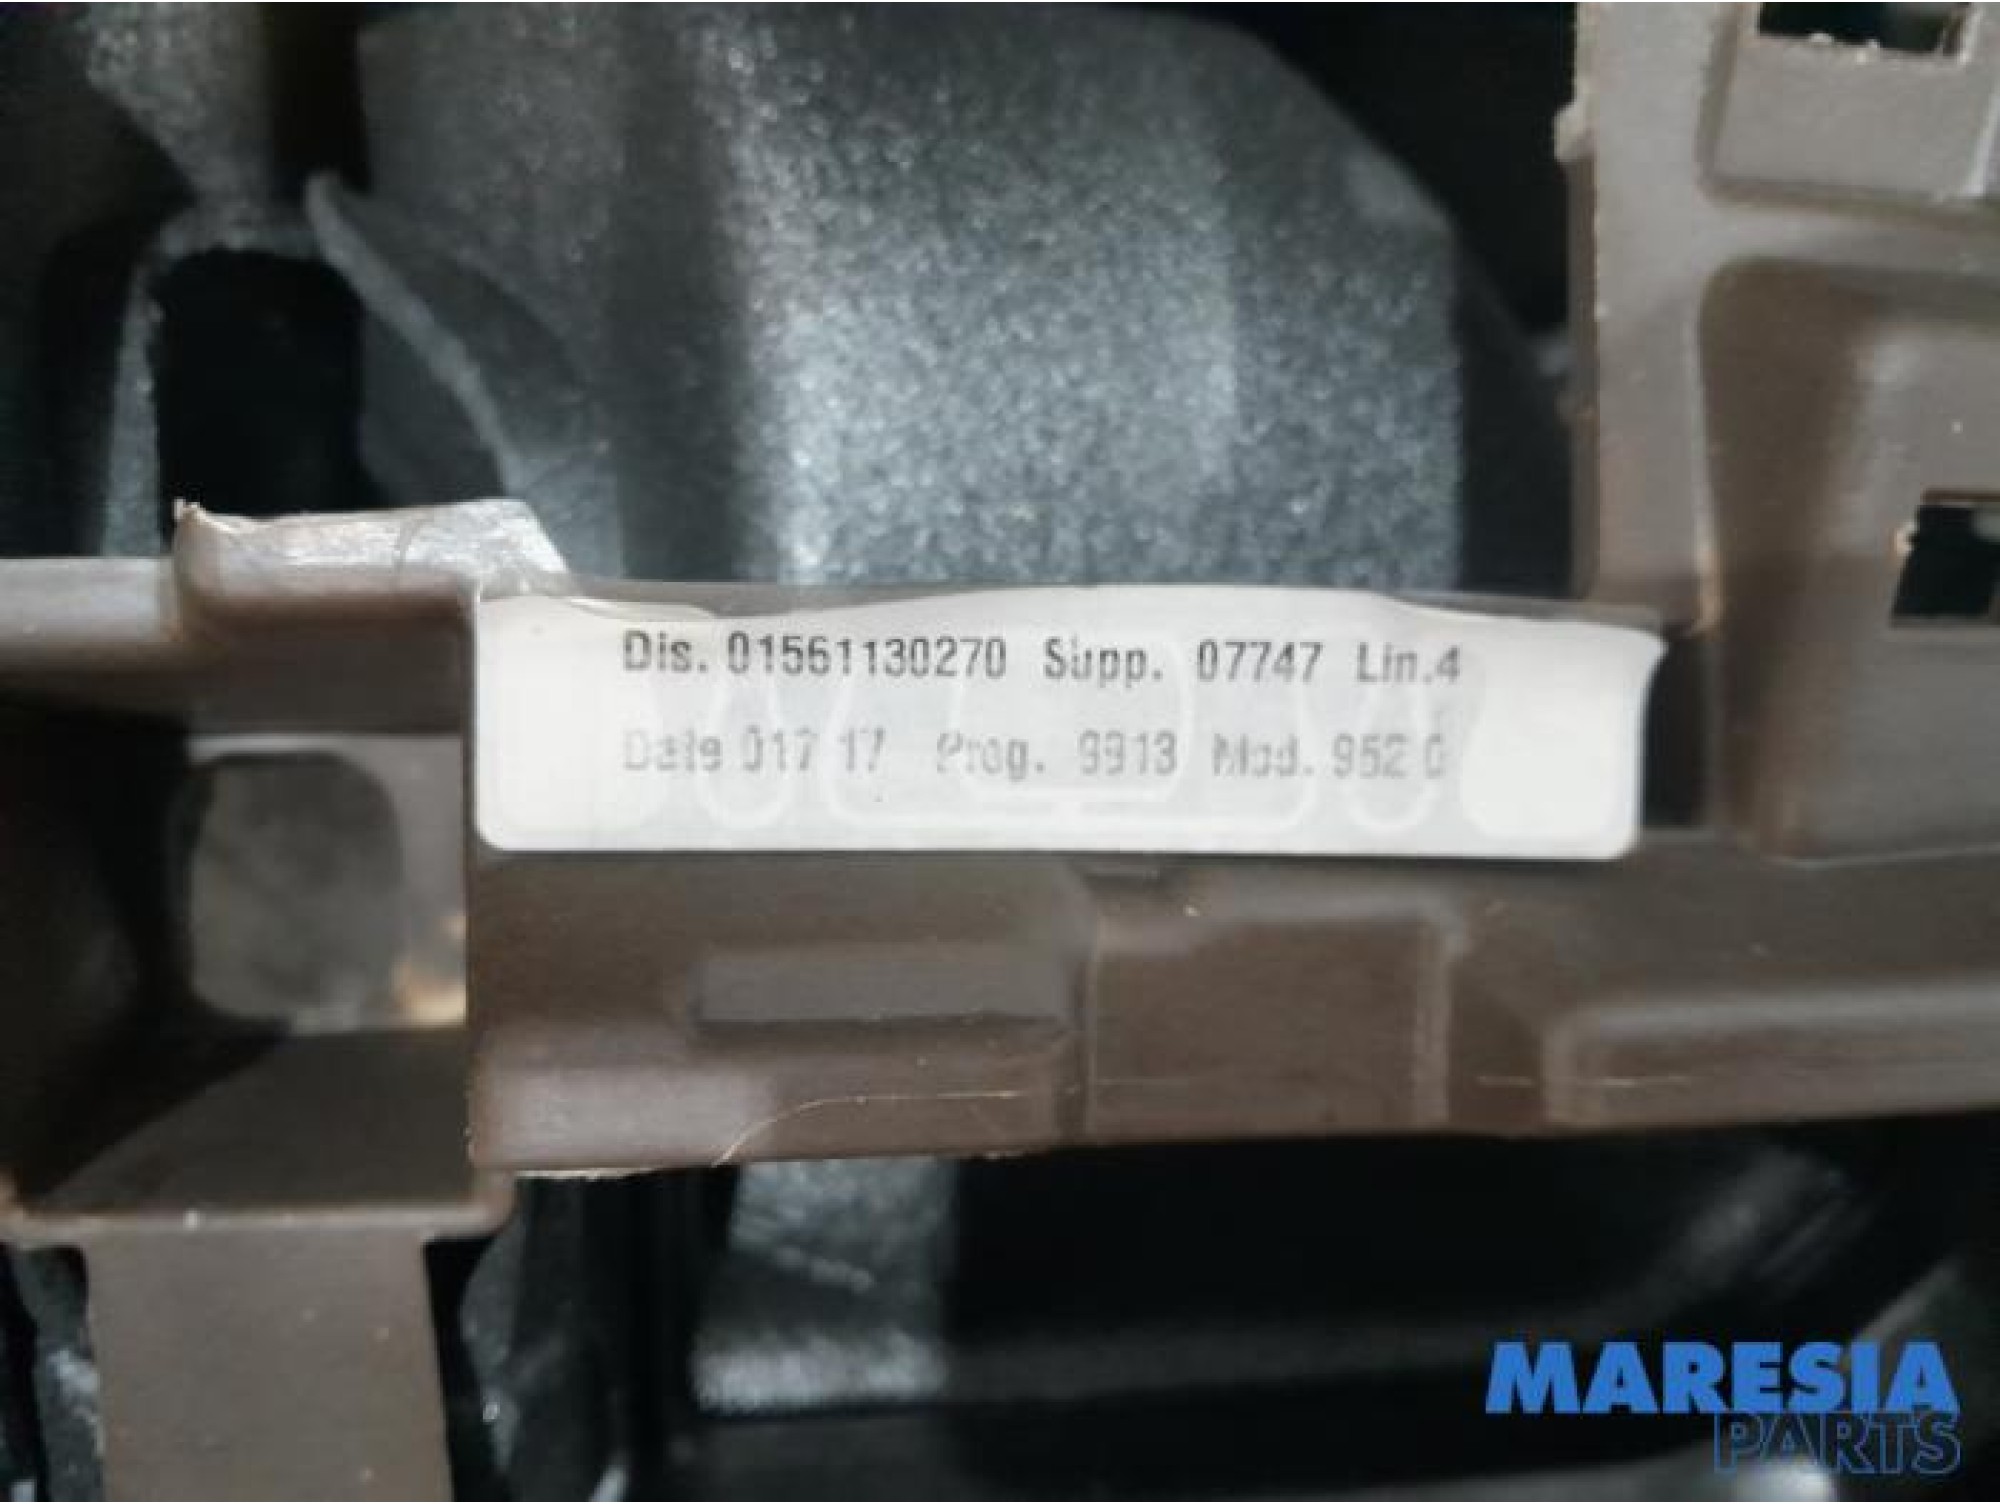 Dis. 01561130270 Supp. 07747 Lin.4
Date 017 17 Prog. 9913 Mod. 952 0
MARESIA
PARTS